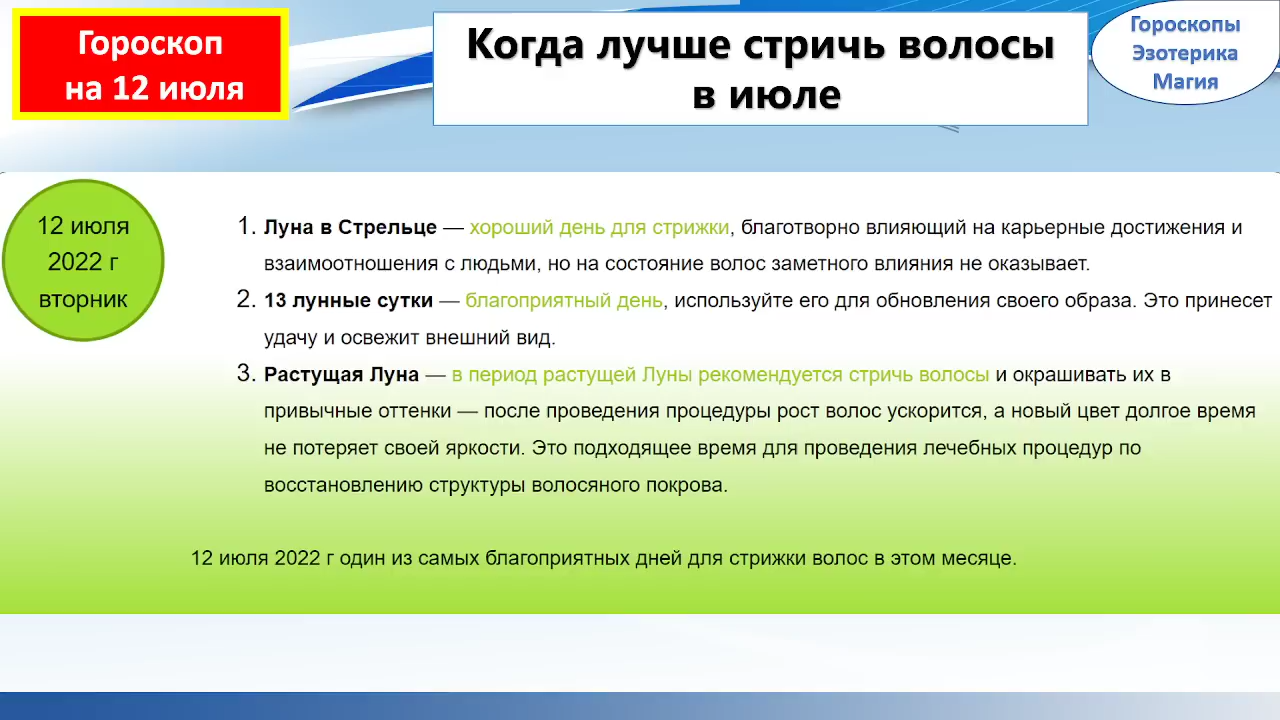 Гороскоп
на 12 июля
Когда лучше стричь волосы
в июле
Гороскопы
Эзотерика
Магия
12 июля
2022 г
вторник
1. Луна в Стрельце — хороший день для стрижки, благотворно влияющий на карьерные достижения и
взаимоотношения с людьми, но на состояние волос заметного влияния не оказывает.
2. 13 лунные сутки — благоприятный день, используйте его для обновления своего образа. Это принесет
удачу и освежит внешний вид.
3. Растущая Луна — в период растущей Луны рекомендуется стричь волосы и окрашивать их в
привычные оттенки — после проведения процедуры рост волос ускорится, а новый цвет долгое время
не потеряет своей яркости. Это подходящее время для проведения лечебных процедур по
восстановлению структуры волосяного покрова.
12 июля 2022 г один из самых благоприятных дней для стрижки волос в этом месяце.